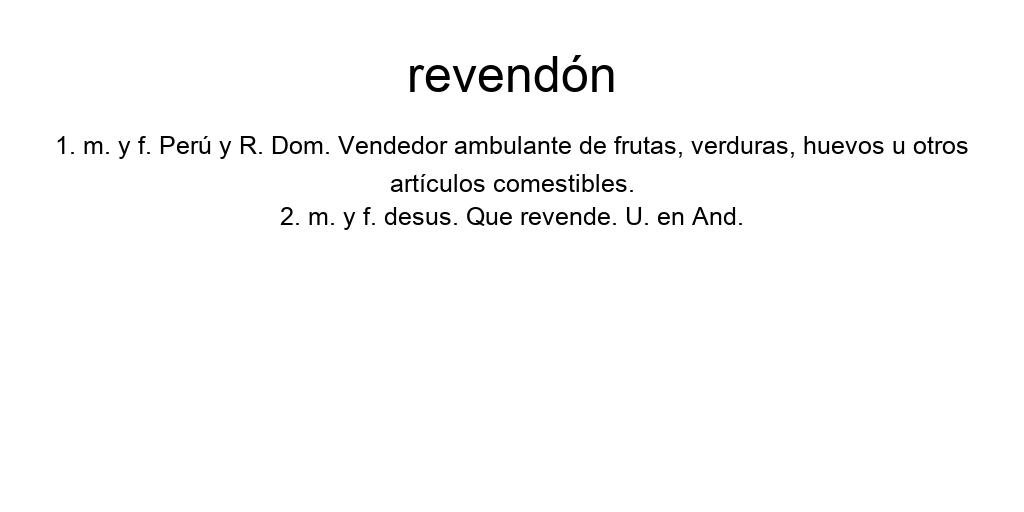 revendón
1. m. y f. Perú y R. Dom. Vendedor ambulante de frutas, verduras, huevos u otros
artículos comestibles.
2. m. y f. desus. Que revende. U. en And.